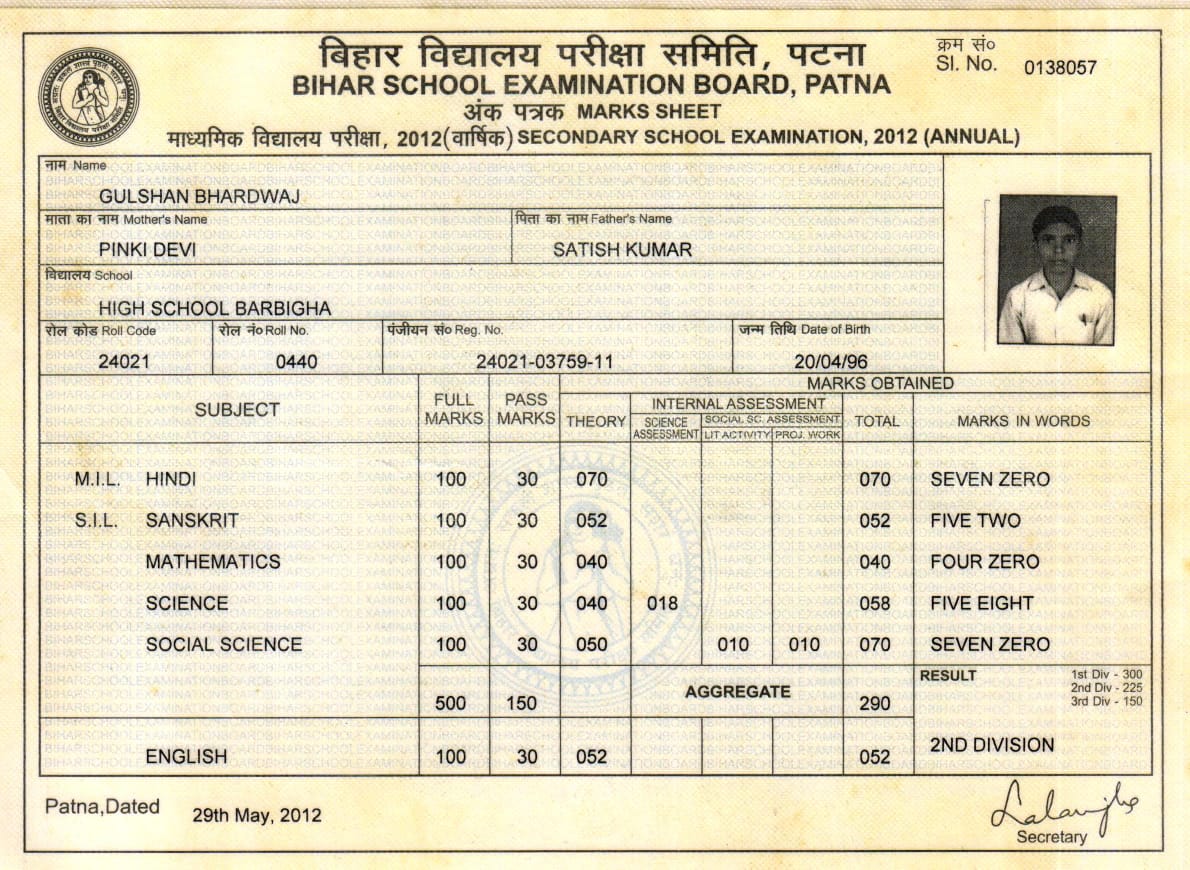 बिहार विद्यालय परीक्षा समिति, पटना
क्रम सं०
BIHAR SCHOOL EXAMINATION BOARD, PATNA
Sl. No. 0138057
अंक पत्रक MARKS SHEET
माध्यमिक विद्यालय परीक्षा, 2012(वार्षिक) SECONDARY SCHOOL EXAMINATION, 2012 (ANNUAL)
नाम Name
GULSHAN BHARDWAJ
माता का नाम Mother's Name पिता का नाम Father's Name
PINKI DEVI SATISH KUMAR
विद्यालय School
HIGH SCHOOL BARBIGHA
रोल कोड Roll Code रोल नं० Roll No. पंजीयन सं० Reg. No. जन्म तिथि Date of Birth
24021 0440 24021-03759-11 20/04/96
MARKS OBTAINED
SUBJECT FULL MARKS PASS MARKS THEORY INTERNAL ASSESSMENT TOTAL MARKS IN WORDS
SCIENCE ASSESSMENT SOCIAL SC. ASSESSMENT
LIT ACTIVITY PROJ. WORK
M.I.L. HINDI 100 30 070 070 SEVEN ZERO
S.I.L. SANSKRIT 100 30 052 052 FIVE TWO
MATHEMATICS 100 30 040 040 FOUR ZERO
SCIENCE 100 30 040 018 058 FIVE EIGHT
SOCIAL SCIENCE 100 30 050 010 010 070 SEVEN ZERO
RESULT 1st Div - 300
2nd Div - 225
3rd Div - 150
500 150 AGGREGATE 290
2ND DIVISION
ENGLISH 100 30 052 052
Patna,Dated 29th May, 2012
Secretary